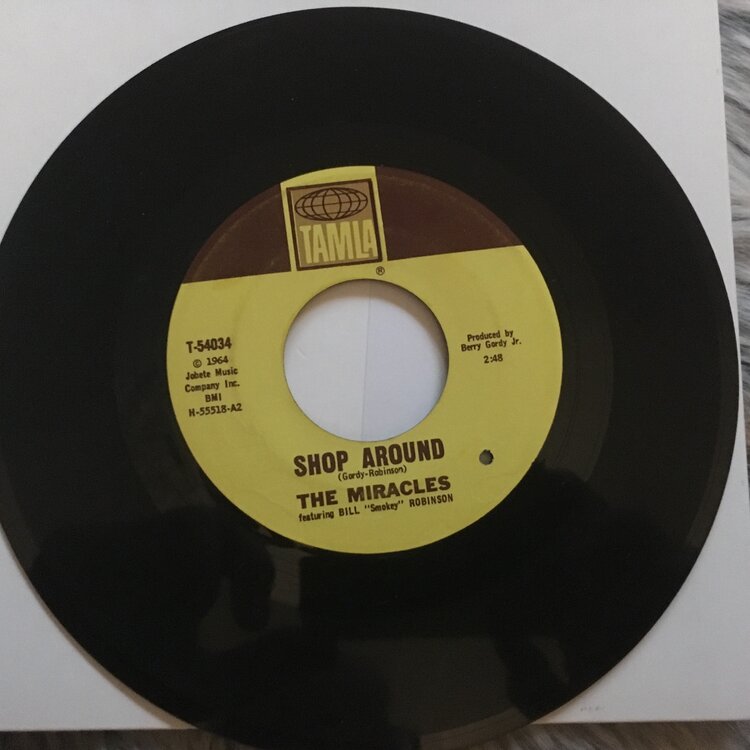 TAMLA
®
T-54034
© 1964
Jobete Music
Company Inc.
BMI
H-55518-A2
Produced by
Berry Gordy Jr.
2:48
SHOP AROUND
(Gordy-Robinson)
THE MIRACLES
featuring BILL "Smokey" ROBINSON